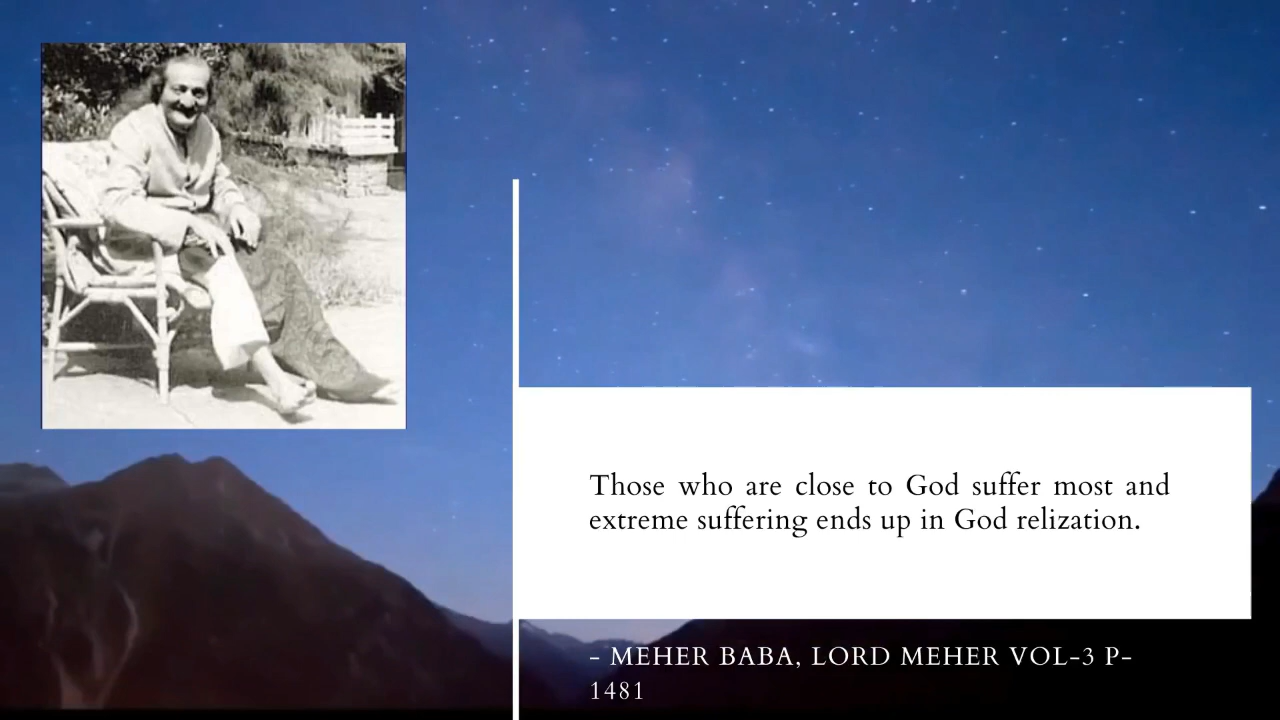 Those who are close to God suffer most and
extreme suffering ends up in God relization.
- MEHER BABA, LORD MEHER VOL-3 P-
1481